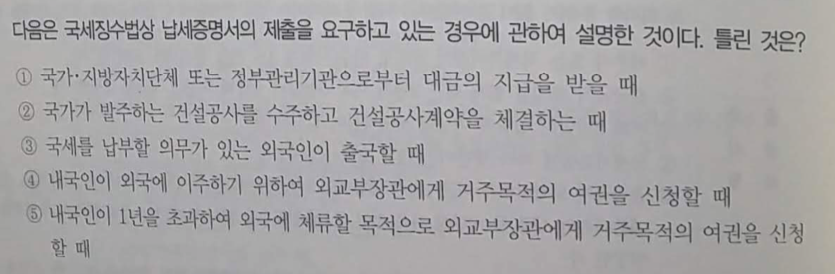 다음은 국세징수법상 납세증명서의 제출을 요구하고 있는 경우에 관하여 설명한 것이다. 틀린 것은?
① 국가·지방자치단체 또는 정부관리기관으로부터 대금의 지급을 받을 때
② 국가가 발주하는 건설공사를 수주하고 건설공사계약을 체결하는 때
③ 국세를 납부할 의무가 있는 외국인이 출국할 때
④ 내국인이 외국에 이주하기 위하여 외교부장관에게 거주목적의 여권을 신청할 때
⑤ 내국인이 1년을 초과하여 외국에 체류할 목적으로 외교부장관에게 거주목적의 여권을 신청
할 때